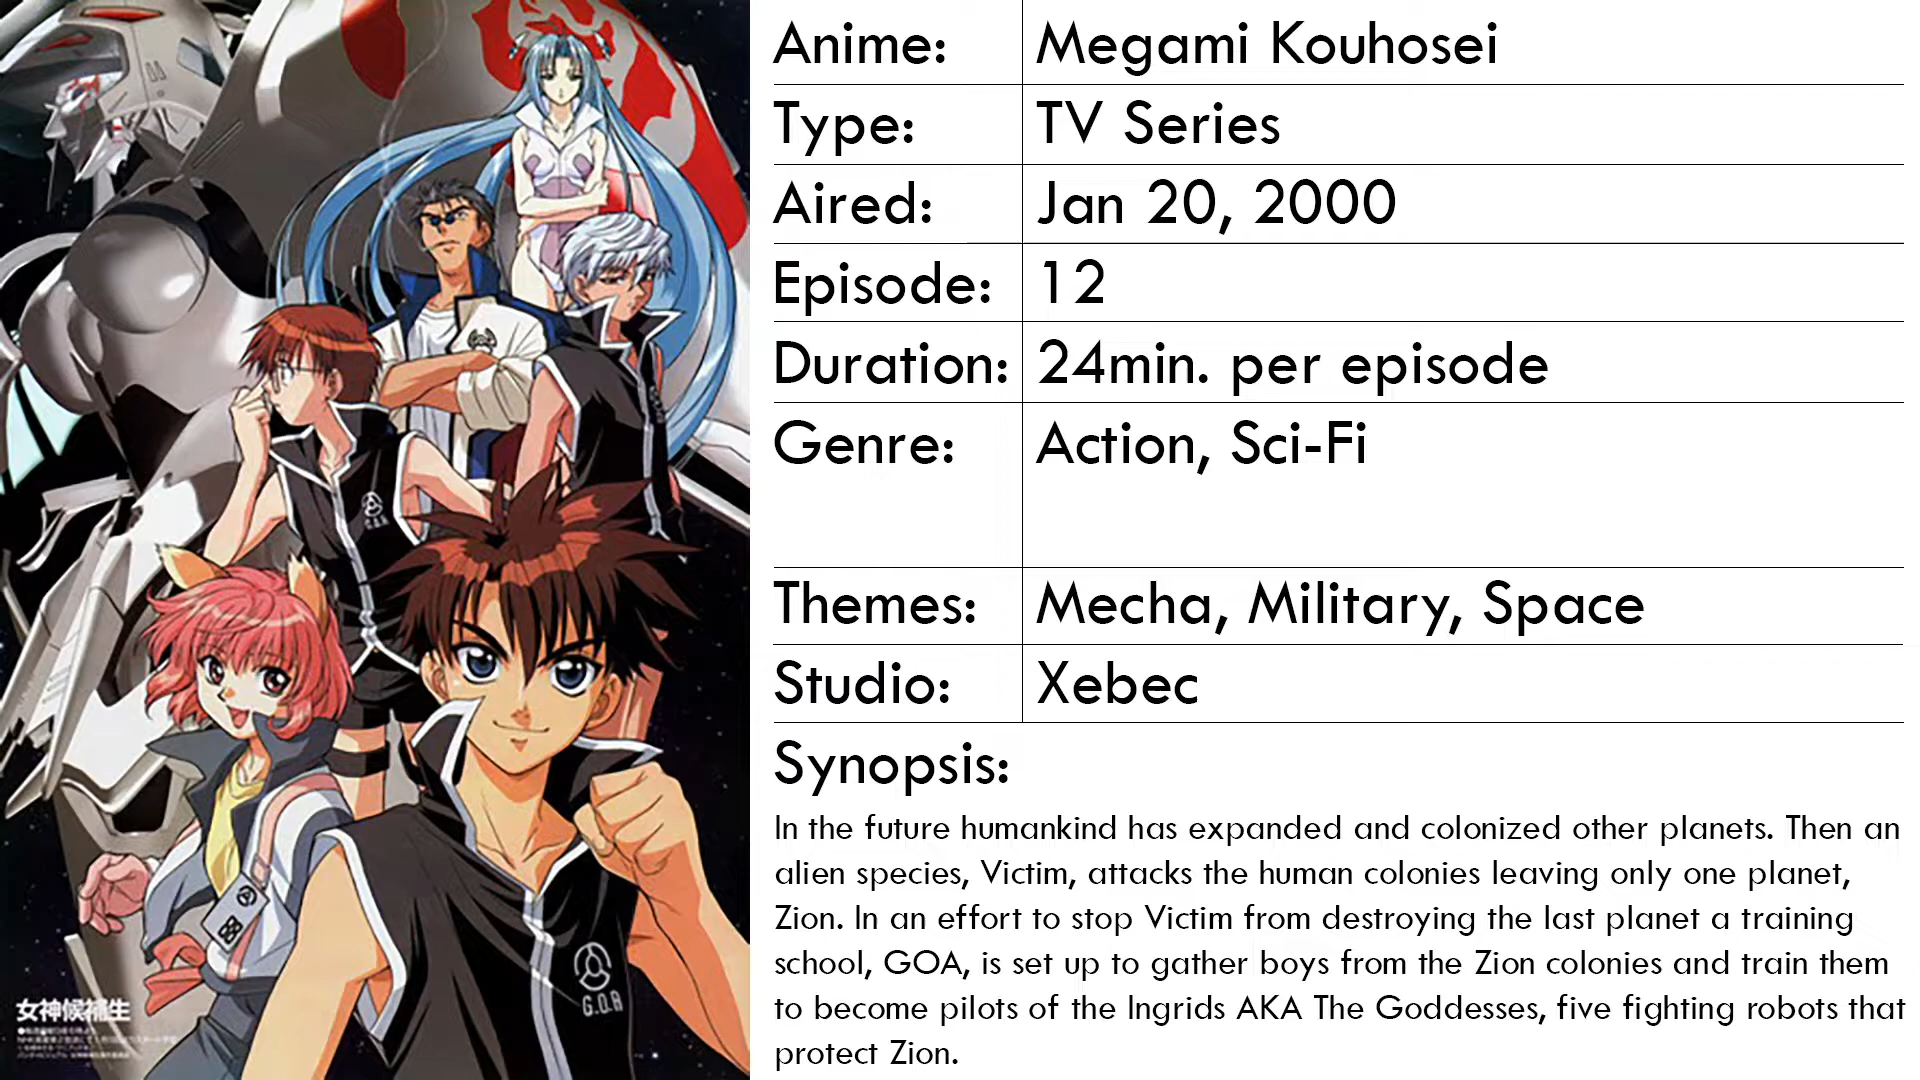 Anime: Megami Kouhosei
Type: TV Series
Aired: Jan 20, 2000
Episode: 12
Duration: 24min. per episode
Genre: Action, Sci-Fi
Themes: Mecha, Military, Space
Studio: Xebec
Synopsis:
In the future humankind has expanded and colonized other planets. Then an
alien species, Victim, attacks the human colonies leaving only one planet,
Zion. In an effort to stop Victim from destroying the last planet a training
school, GOA, is set up to gather boys from the Zion colonies and train them
to become pilots of the Ingrids AKA The Goddesses, five fighting robots that
protect Zion.
G.O.A
G.O.A
女神候補生